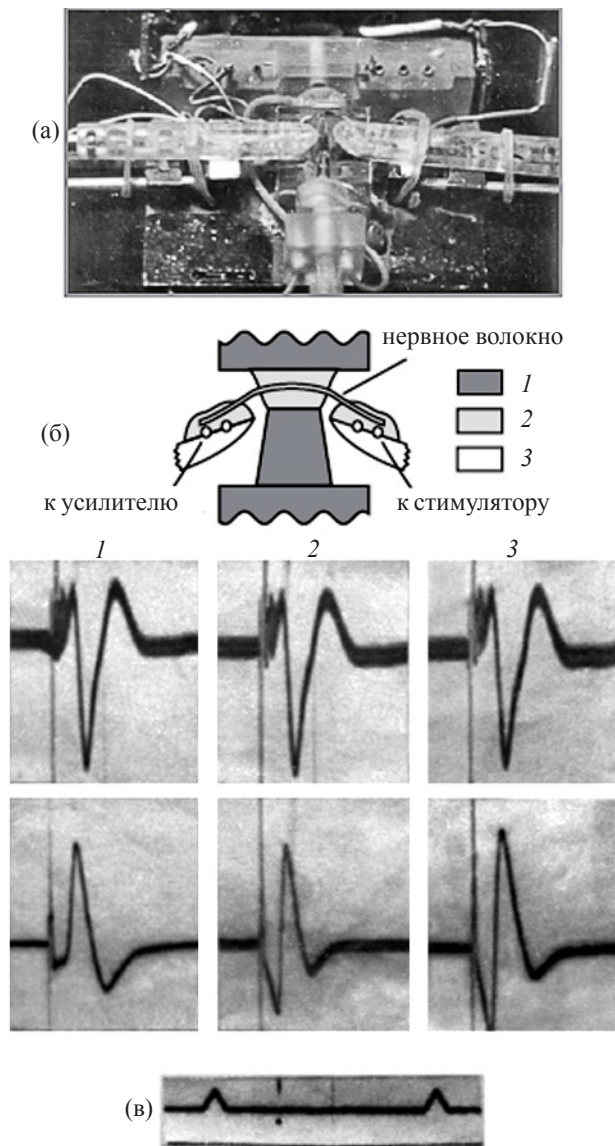 (а)
нервное волокно
1
(б)
2
3
к усилителю
к стимулятору
1 2 3
(в)